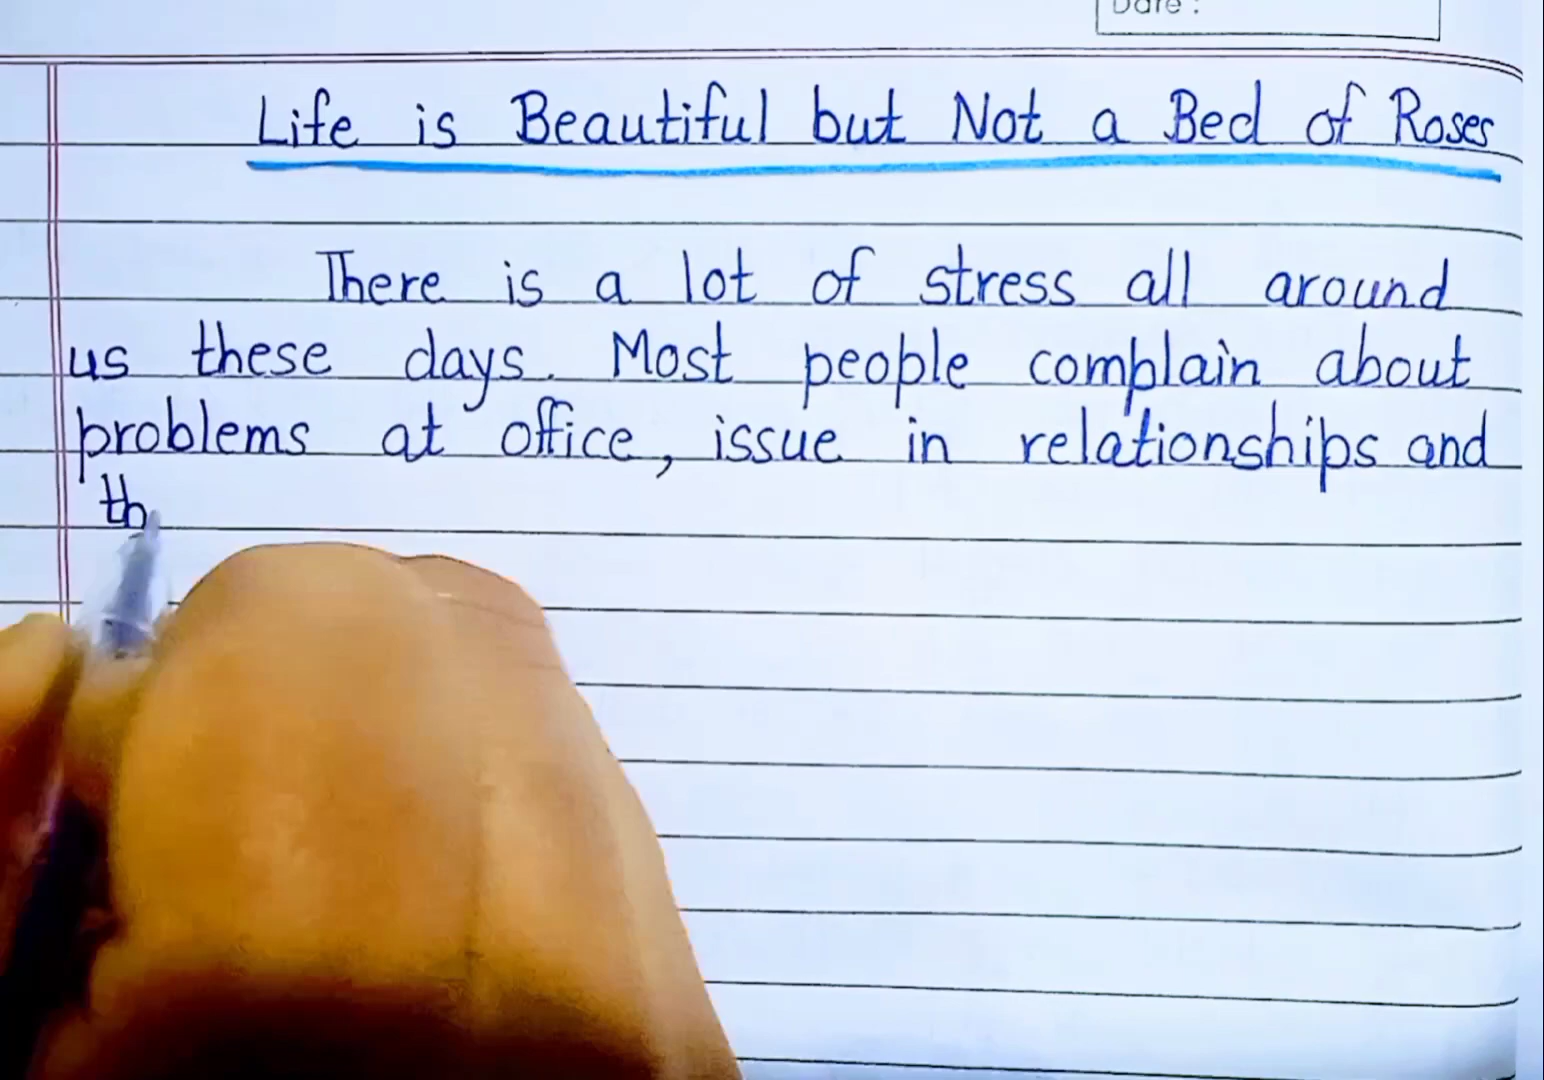 Date :
Life is Beautiful but Not a Bed of Roses
There is a lot of stress all around
us these days. Most people complain about
problems at office, issue in relationships and
th